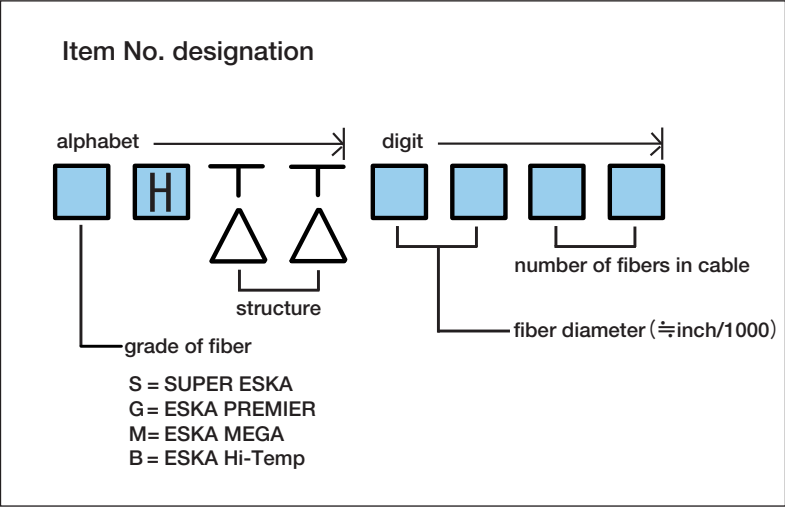 Item No. designation
alphabet
digit
H
number of fibers in cable
structure
fiber diameter（≒inch/1000）
grade of fiber
S = SUPER ESKA
G = ESKA PREMIER
M= ESKA MEGA
B = ESKA Hi-Temp